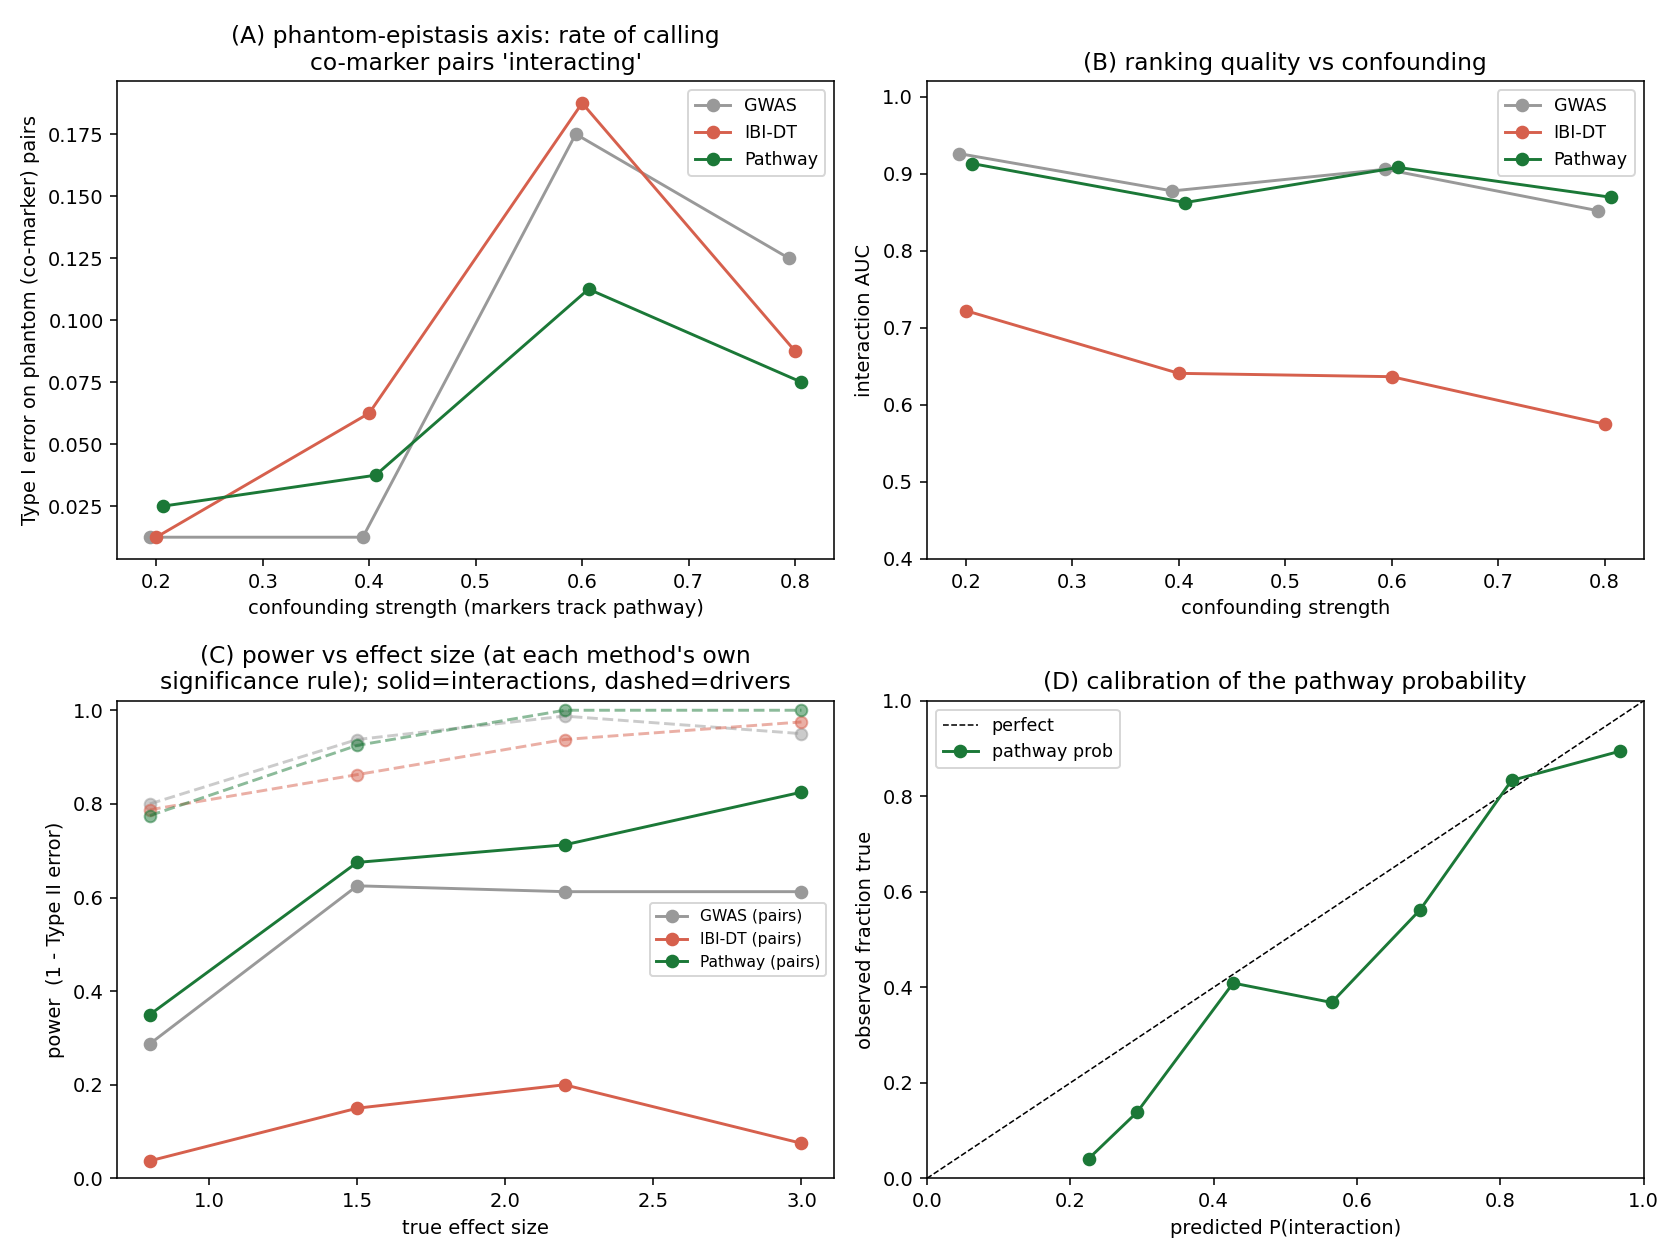 (A) phantom-epistasis axis: rate of calling
co-marker pairs 'interacting'
Type I error on phantom (co-marker) pairs
0.175
0.150
0.125
0.100
0.075
0.050
0.025
GWAS
IBI-DT
Pathway
0.2 0.3 0.4 0.5 0.6 0.7 0.8
confounding strength (markers track pathway)
(B) ranking quality vs confounding
interaction AUC
1.0
0.9
0.8
0.7
0.6
0.5
0.4
GWAS
IBI-DT
Pathway
0.2 0.3 0.4 0.5 0.6 0.7 0.8
confounding strength
(C) power vs effect size (at each method's own
significance rule); solid=interactions, dashed=drivers
power (1 - Type II error)
1.0
0.8
0.6
0.4
0.2
0.0
GWAS (pairs)
IBI-DT (pairs)
Pathway (pairs)
1.0 1.5 2.0 2.5 3.0
true effect size
(D) calibration of the pathway probability
observed fraction true
1.0
0.8
0.6
0.4
0.2
0.0
perfect
pathway prob
0.0 0.2 0.4 0.6 0.8 1.0
predicted P(interaction)